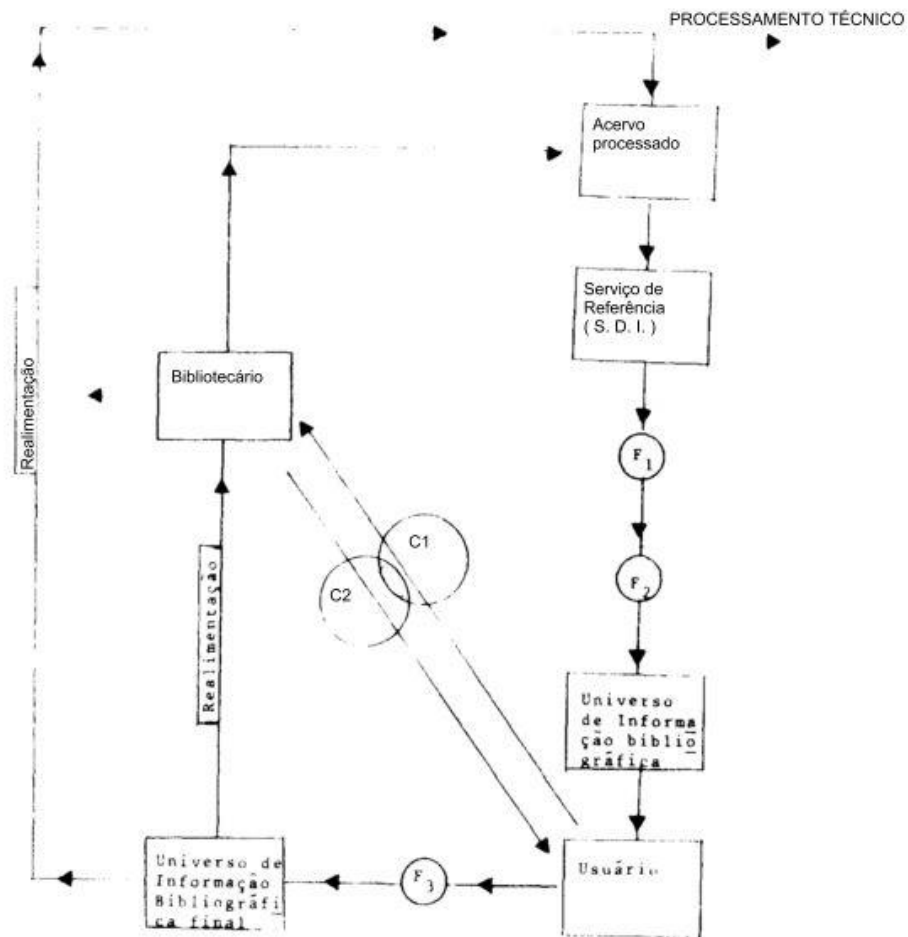 PROCESSAMENTO TÉCNICO
Acervo
processado
Serviço de
Referência
( S. D. I. )
Bibliotecário
Realimentação
F1
C1
C2
F2
Realimentação
Universo
de Informa
ção biblio
gráfica
Universo de
Informação
Bibliográfi
ca final
F3
Usuário